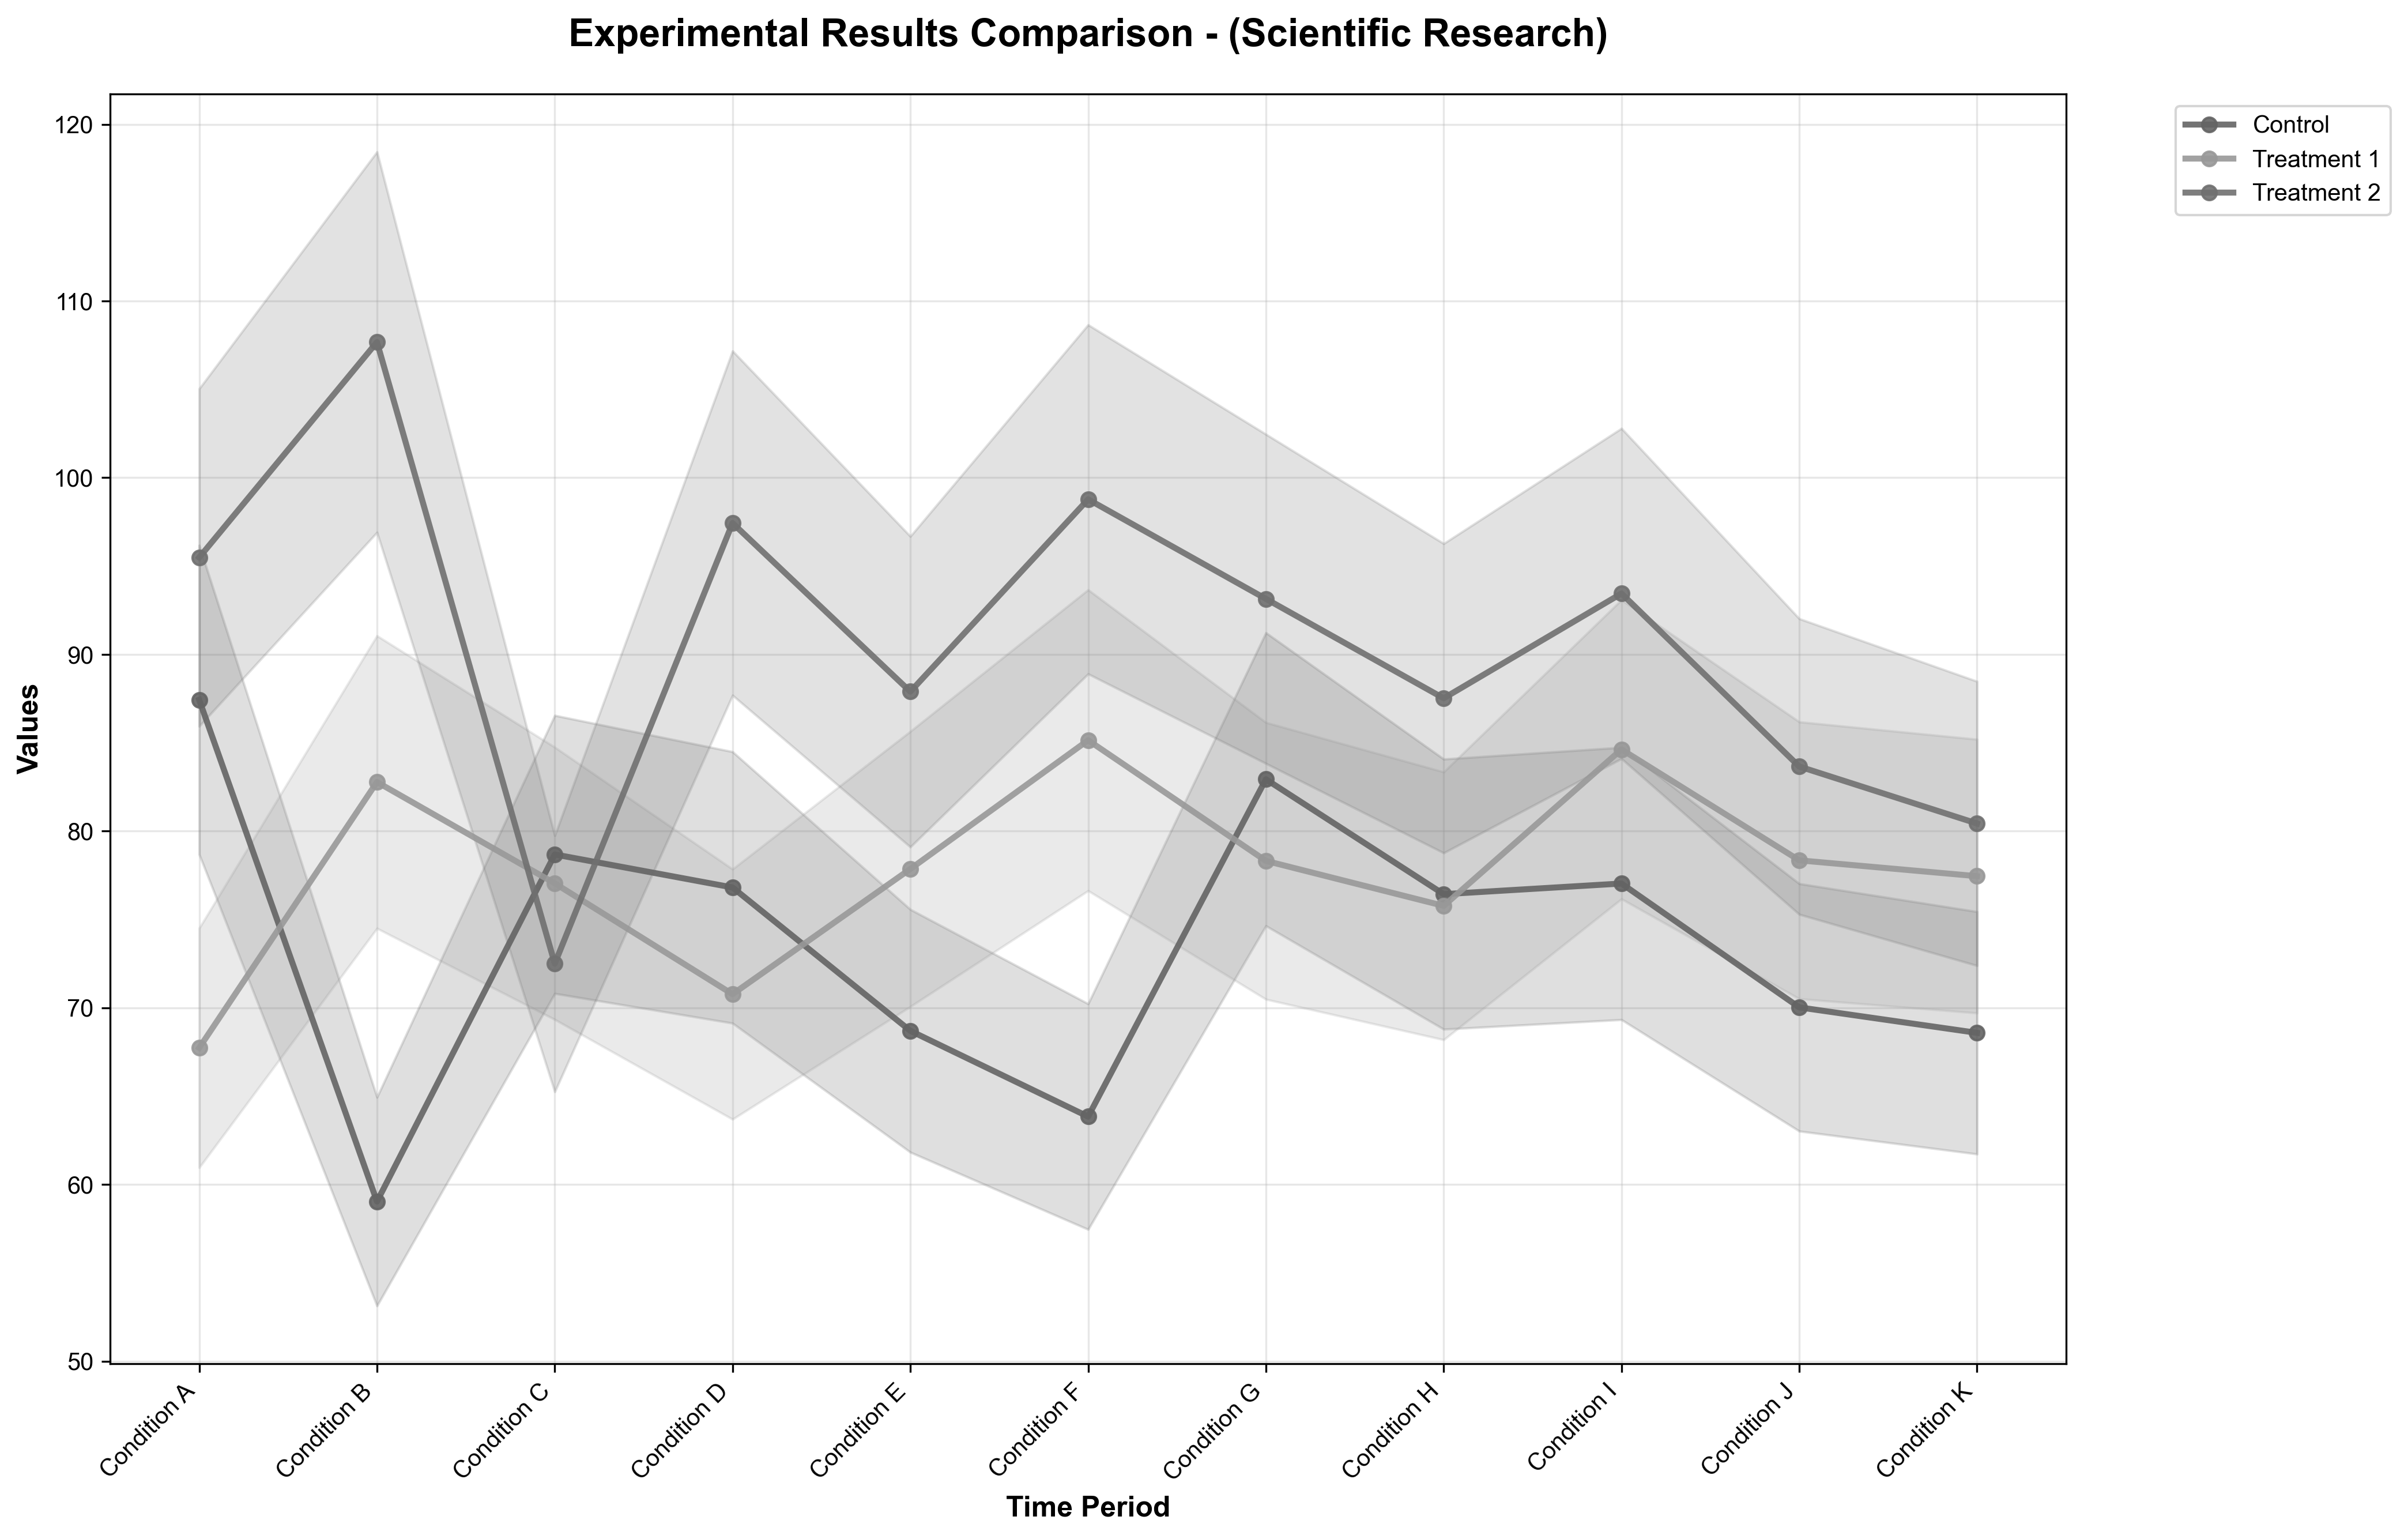 Experimental Results Comparison - (Scientific Research)
Control
Treatment 1
Treatment 2
Values
120
110
100
90
80
70
60
50
Condition A
Condition B
Condition C
Condition D
Condition E
Condition F
Condition G
Condition H
Condition I
Condition J
Condition K
Time Period